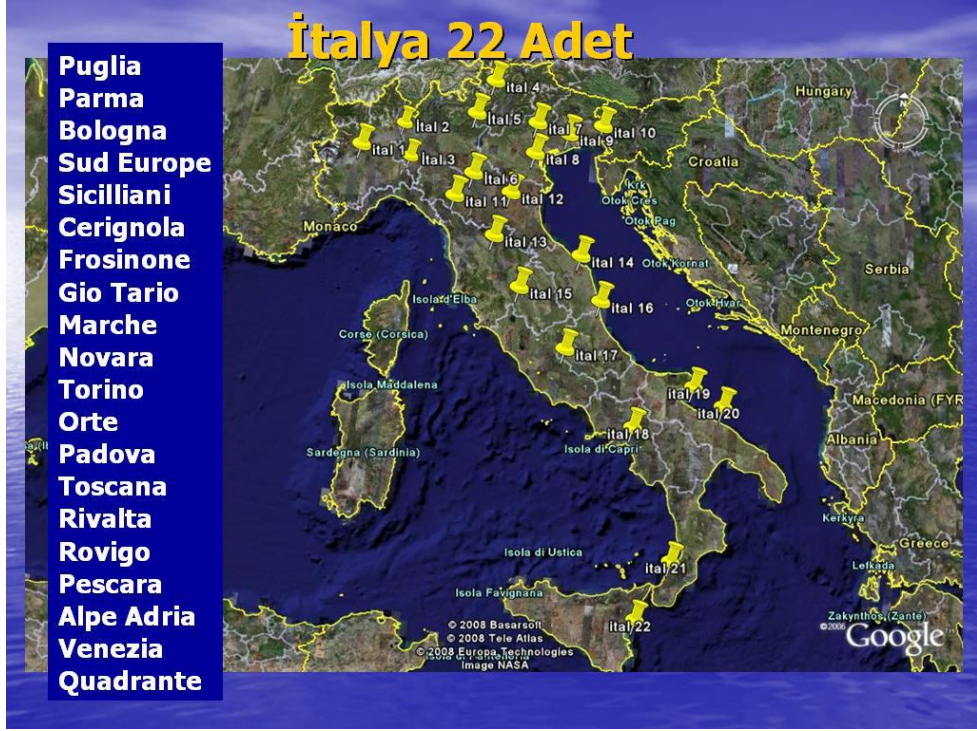 İtalya 22 Adet
Puglia
Parma
Bologna
Sud Europe
Sicilliani
Cerignola
Frosinone
Gio Tario
Marche
Novara
Torino
Orte
Padova
Toscana
Rivalta
Rovigo
Pescara
Alpe Adria
Venezia
Quadrante
ital 4
Hungary
N
ital 5
İtal 2
ital 7
ital 10
ital 9
ital 1
İtal 3
ital 8
Croatia
ital 6
Krk
ital 11
ital 12
Otok Cres
Otok Pag
Monaco
ital 13
ital 14
Otok Kornat
Serbia
Isola d'Elba
ital 15
ital 16
Otok Hvar
Corse (Corsica)
Montenegro
ital 17
Isola Maddalena
ital 19
Macedonia (FYR
ital 20
ital 18
Albania
Sardegna (Sardinia)
Isola di Capri
Kerkyra
Isola di Ustica
Greece
ital 21
Lefkada
Isola Favignana
Zakynthos (Zante)
© 2008 Basarsoft
ital 22
© 2008 Tele Atlas
© 2008 Europa Technologies
Image NASA
©2006 Google